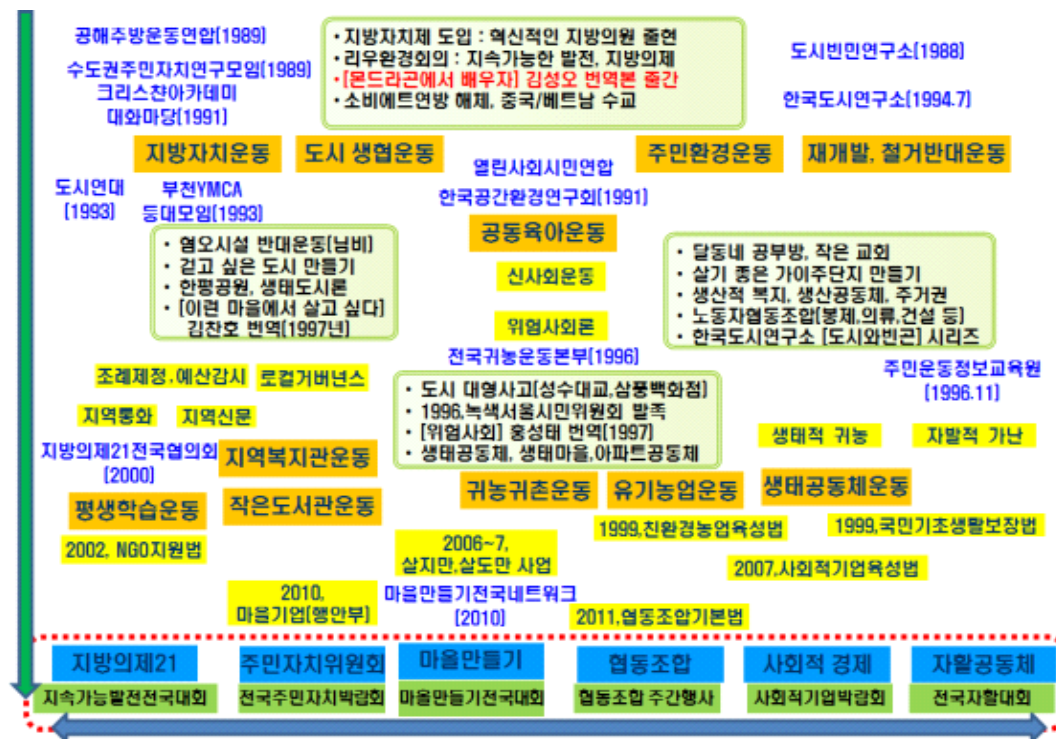 공해추방운동연합(1989)
수도권주민자치연구모임(1989)
크리스챤아카데미
대화마당(1991)
• 지방자치제 도입 : 혁신적인 지방의원 출현
• 리우환경회의 : 지속가능한 발전, 지방의제
• [몬드라곤에서 배우자] 김성오 번역본 출간
• 소비에트연방 해체, 중국/베트남 수교
도시빈민연구소(1988)
한국도시연구소(1994.7)
지방자치운동
도시 생협운동
주민환경운동
재개발, 철거반대운동
열린사회시민연합
한국공간환경연구회(1991)
도시연대
(1993)
부천YMCA
등대모임(1993)
공동육아운동
• 혐오시설 반대운동(님비)
• 걷고 싶은 도시 만들기
• 한평공원, 생태도시론
• [이런 마을에서 살고 싶다]
김찬호 번역(1997년)
신사회운동
위험사회론
• 달동네 공부방, 작은 교회
• 살기 좋은 가이주단지 만들기
• 생산적 복지, 생산공동체, 주거권
• 노동자협동조합(봉제,의류,건설 등)
• 한국도시연구소 [도시와빈곤] 시리즈
전국귀농운동본부(1996)
조례제정,예산감시
로컬거버넌스
주민운동정보교육원
(1996.11)
지역통화
지역신문
• 도시 대형사고(성수대교,삼풍백화점)
• 1996,녹색서울시민위원회 발족
• [위험사회] 홍성태 번역(1997)
• 생태공동체, 생태마을,아파트공동체
생태적 귀농
자발적 가난
지방의제21전국협의회
(2000)
지역복지관운동
평생학습운동
작은도서관운동
귀농귀촌운동
유기농업운동
생태공동체운동
2002, NGO지원법
2006~7,
살지만,살도만 사업
1999,친환경농업육성법
1999,국민기초생활보장법
2007,사회적기업육성법
2010,
마을기업(행안부)
마을만들기전국네트워크
(2010)
2011,협동조합기본법
지방의제21
주민자치위원회
마을만들기
협동조합
사회적 경제
자활공동체
지속가능발전전국대회
전국주민자치박람회
마을만들기전국대회
협동조합 주간행사
사회적기업박람회
전국자활대회